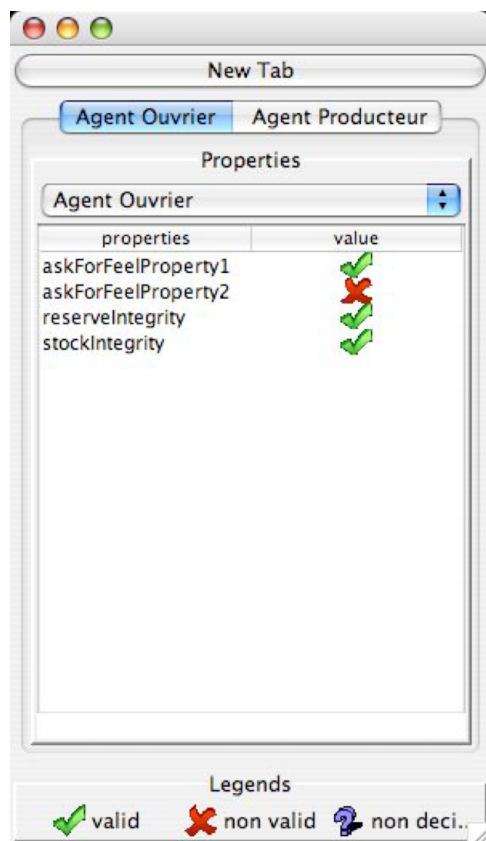 New Tab
Agent Ouvrier Agent Producteur
Properties
Agent Ouvrier
properties value
askForFeelProperty1
askForFeelProperty2
reserveIntegrity
stockIntegrity
Legends
valid non valid non deci..